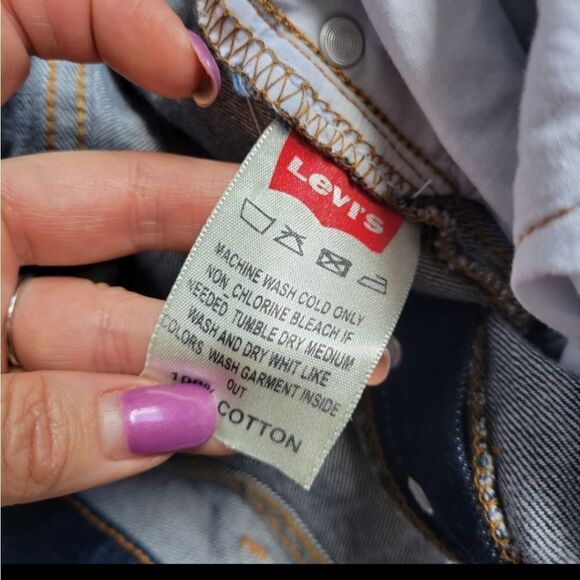 Levi's
MACHINE WASH COLD ONLY
NON CHLORINE BLEACH IF
NEEDED TUMBLE DRY MEDIUM
WASH AND DRY WHIT LIKE
COLORS, WASH GARMENT INSIDE
OUT
100% COTTON